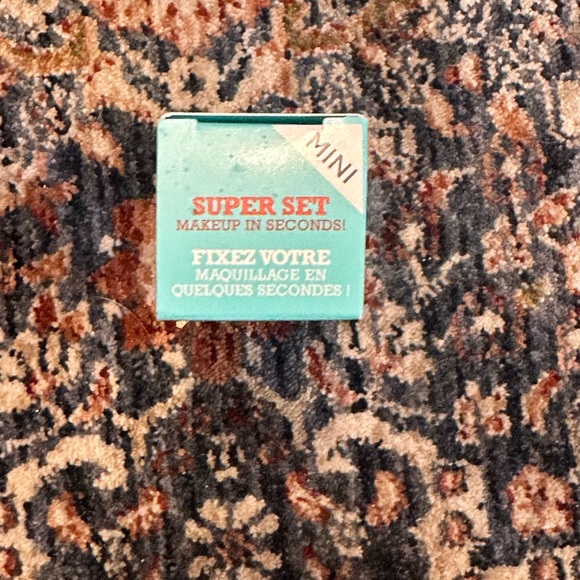 MINI
SUPER SET
MAKEUP IN SECONDS!
FIXEZ VOTRE
MAQUILLAGE EN
QUELQUES SECONDES !